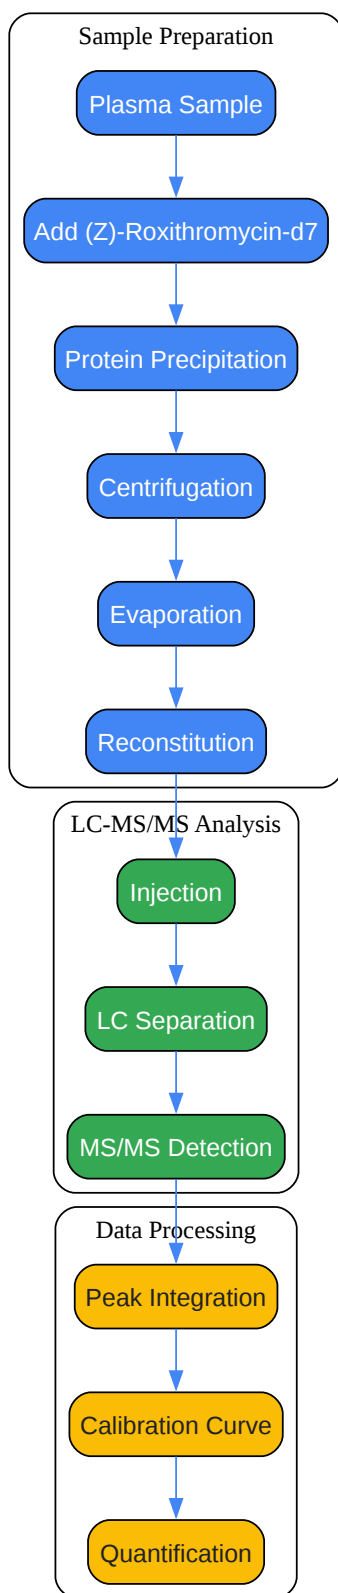 Sample Preparation
Plasma Sample
Add (Z)-Roxithromycin-d7
Protein Precipitation
Centrifugation
Evaporation
Reconstitution
LC-MS/MS Analysis
Injection
LC Separation
MS/MS Detection
Data Processing
Peak Integration
Calibration Curve
Quantification